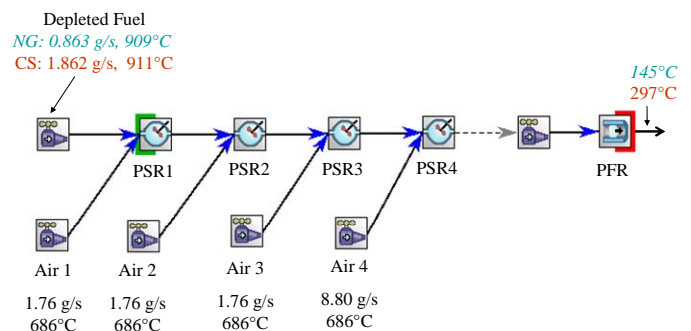 Depleted Fuel
NG: 0.863 g/s, 909°C
CS: 1.862 g/s, 911°C
145°C
297°C
PSR1
PSR2
PSR3
PSR4
PFR
Air 1
Air 2
Air 3
Air 4
1.76 g/s
686°C
1.76 g/s
686°C
1.76 g/s
686°C
8.80 g/s
686°C